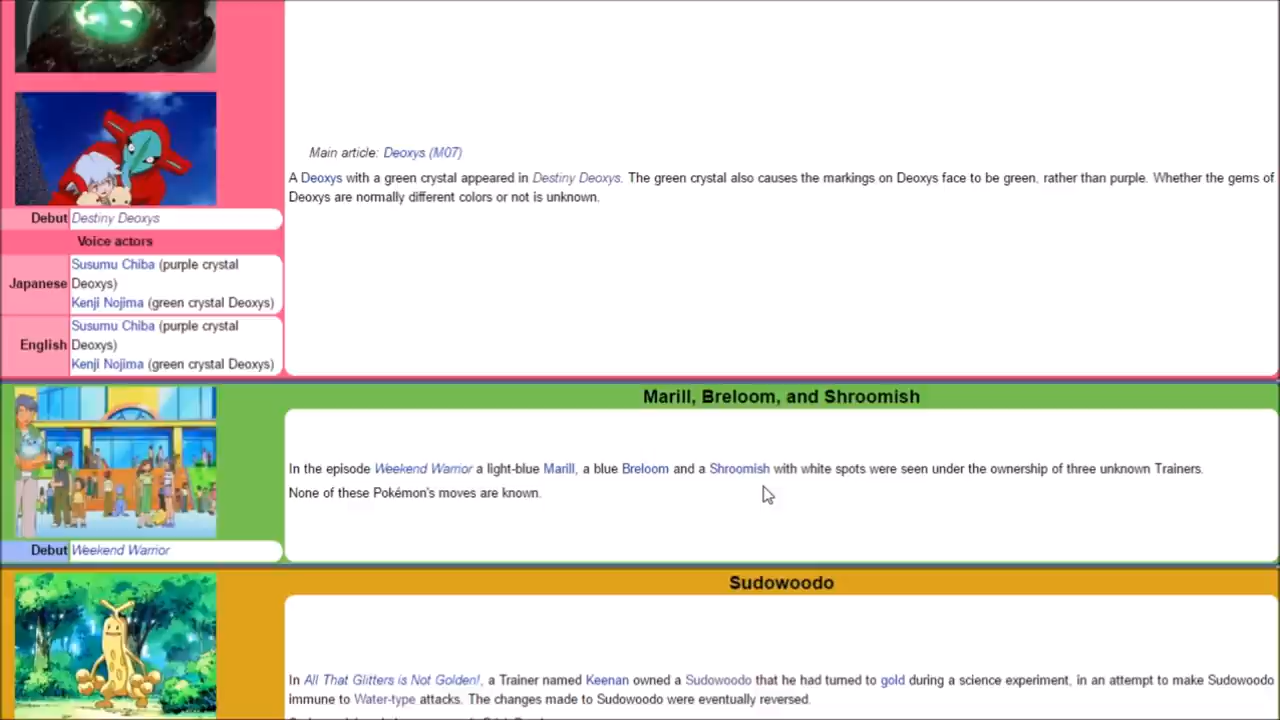 Main article: Deoxys (M07)
A Deoxys with a green crystal appeared in Destiny Deoxys. The green crystal also causes the markings on Deoxys face to be green, rather than purple. Whether the gems of
Deoxys are normally different colors or not is unknown.
Debut Destiny Deoxys
Voice actors
Japanese Susumu Chiba (purple crystal
Deoxys)
Kenji Nojima (green crystal Deoxys)
English Susumu Chiba (purple crystal
Deoxys)
Kenji Nojima (green crystal Deoxys)
Marill, Breloom, and Shroomish
In the episode Weekend Warrior a light-blue Marill, a blue Breloom and a Shroomish with white spots were seen under the ownership of three unknown Trainers.
None of these Pokémon's moves are known.
Debut Weekend Warrior
Sudowoodo
In All That Glitters is Not Golden!, a Trainer named Keenan owned a Sudowoodo that he had turned to gold during a science experiment, in an attempt to make Sudowoodo
immune to Water-type attacks. The changes made to Sudowoodo were eventually reversed.